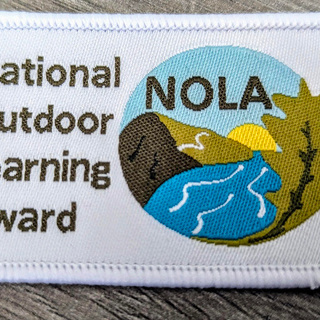 ational
utdoor
earning
ward
NOLA